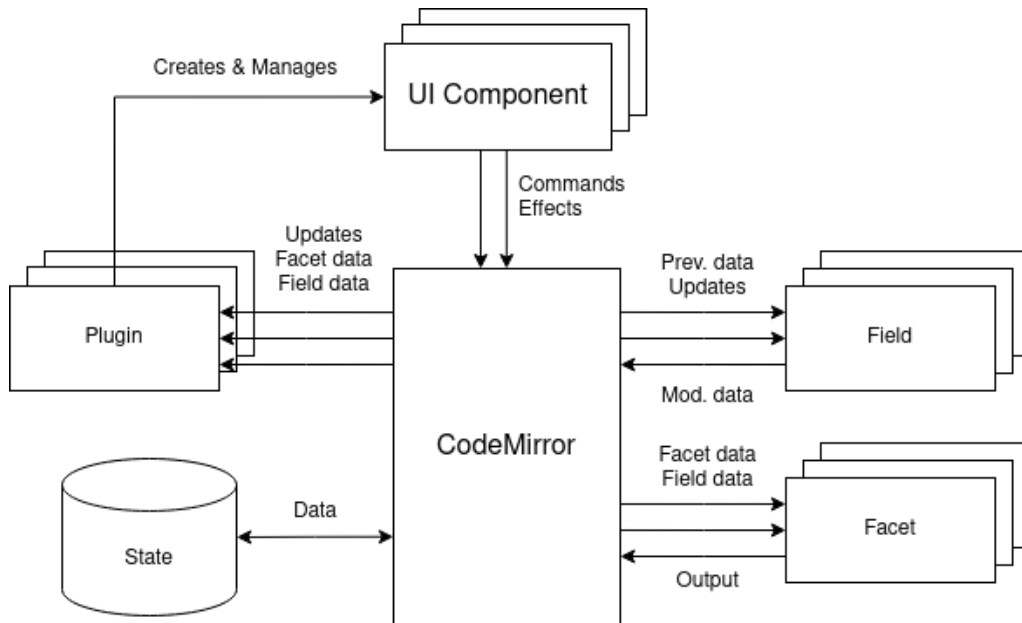 Creates & Manages
UI Component
Commands
Effects
Updates
Facet data
Field data
Prev. data
Updates
Plugin
Field
Mod. data
CodeMirror
Facet data
Field data
Data
State
Facet
Output